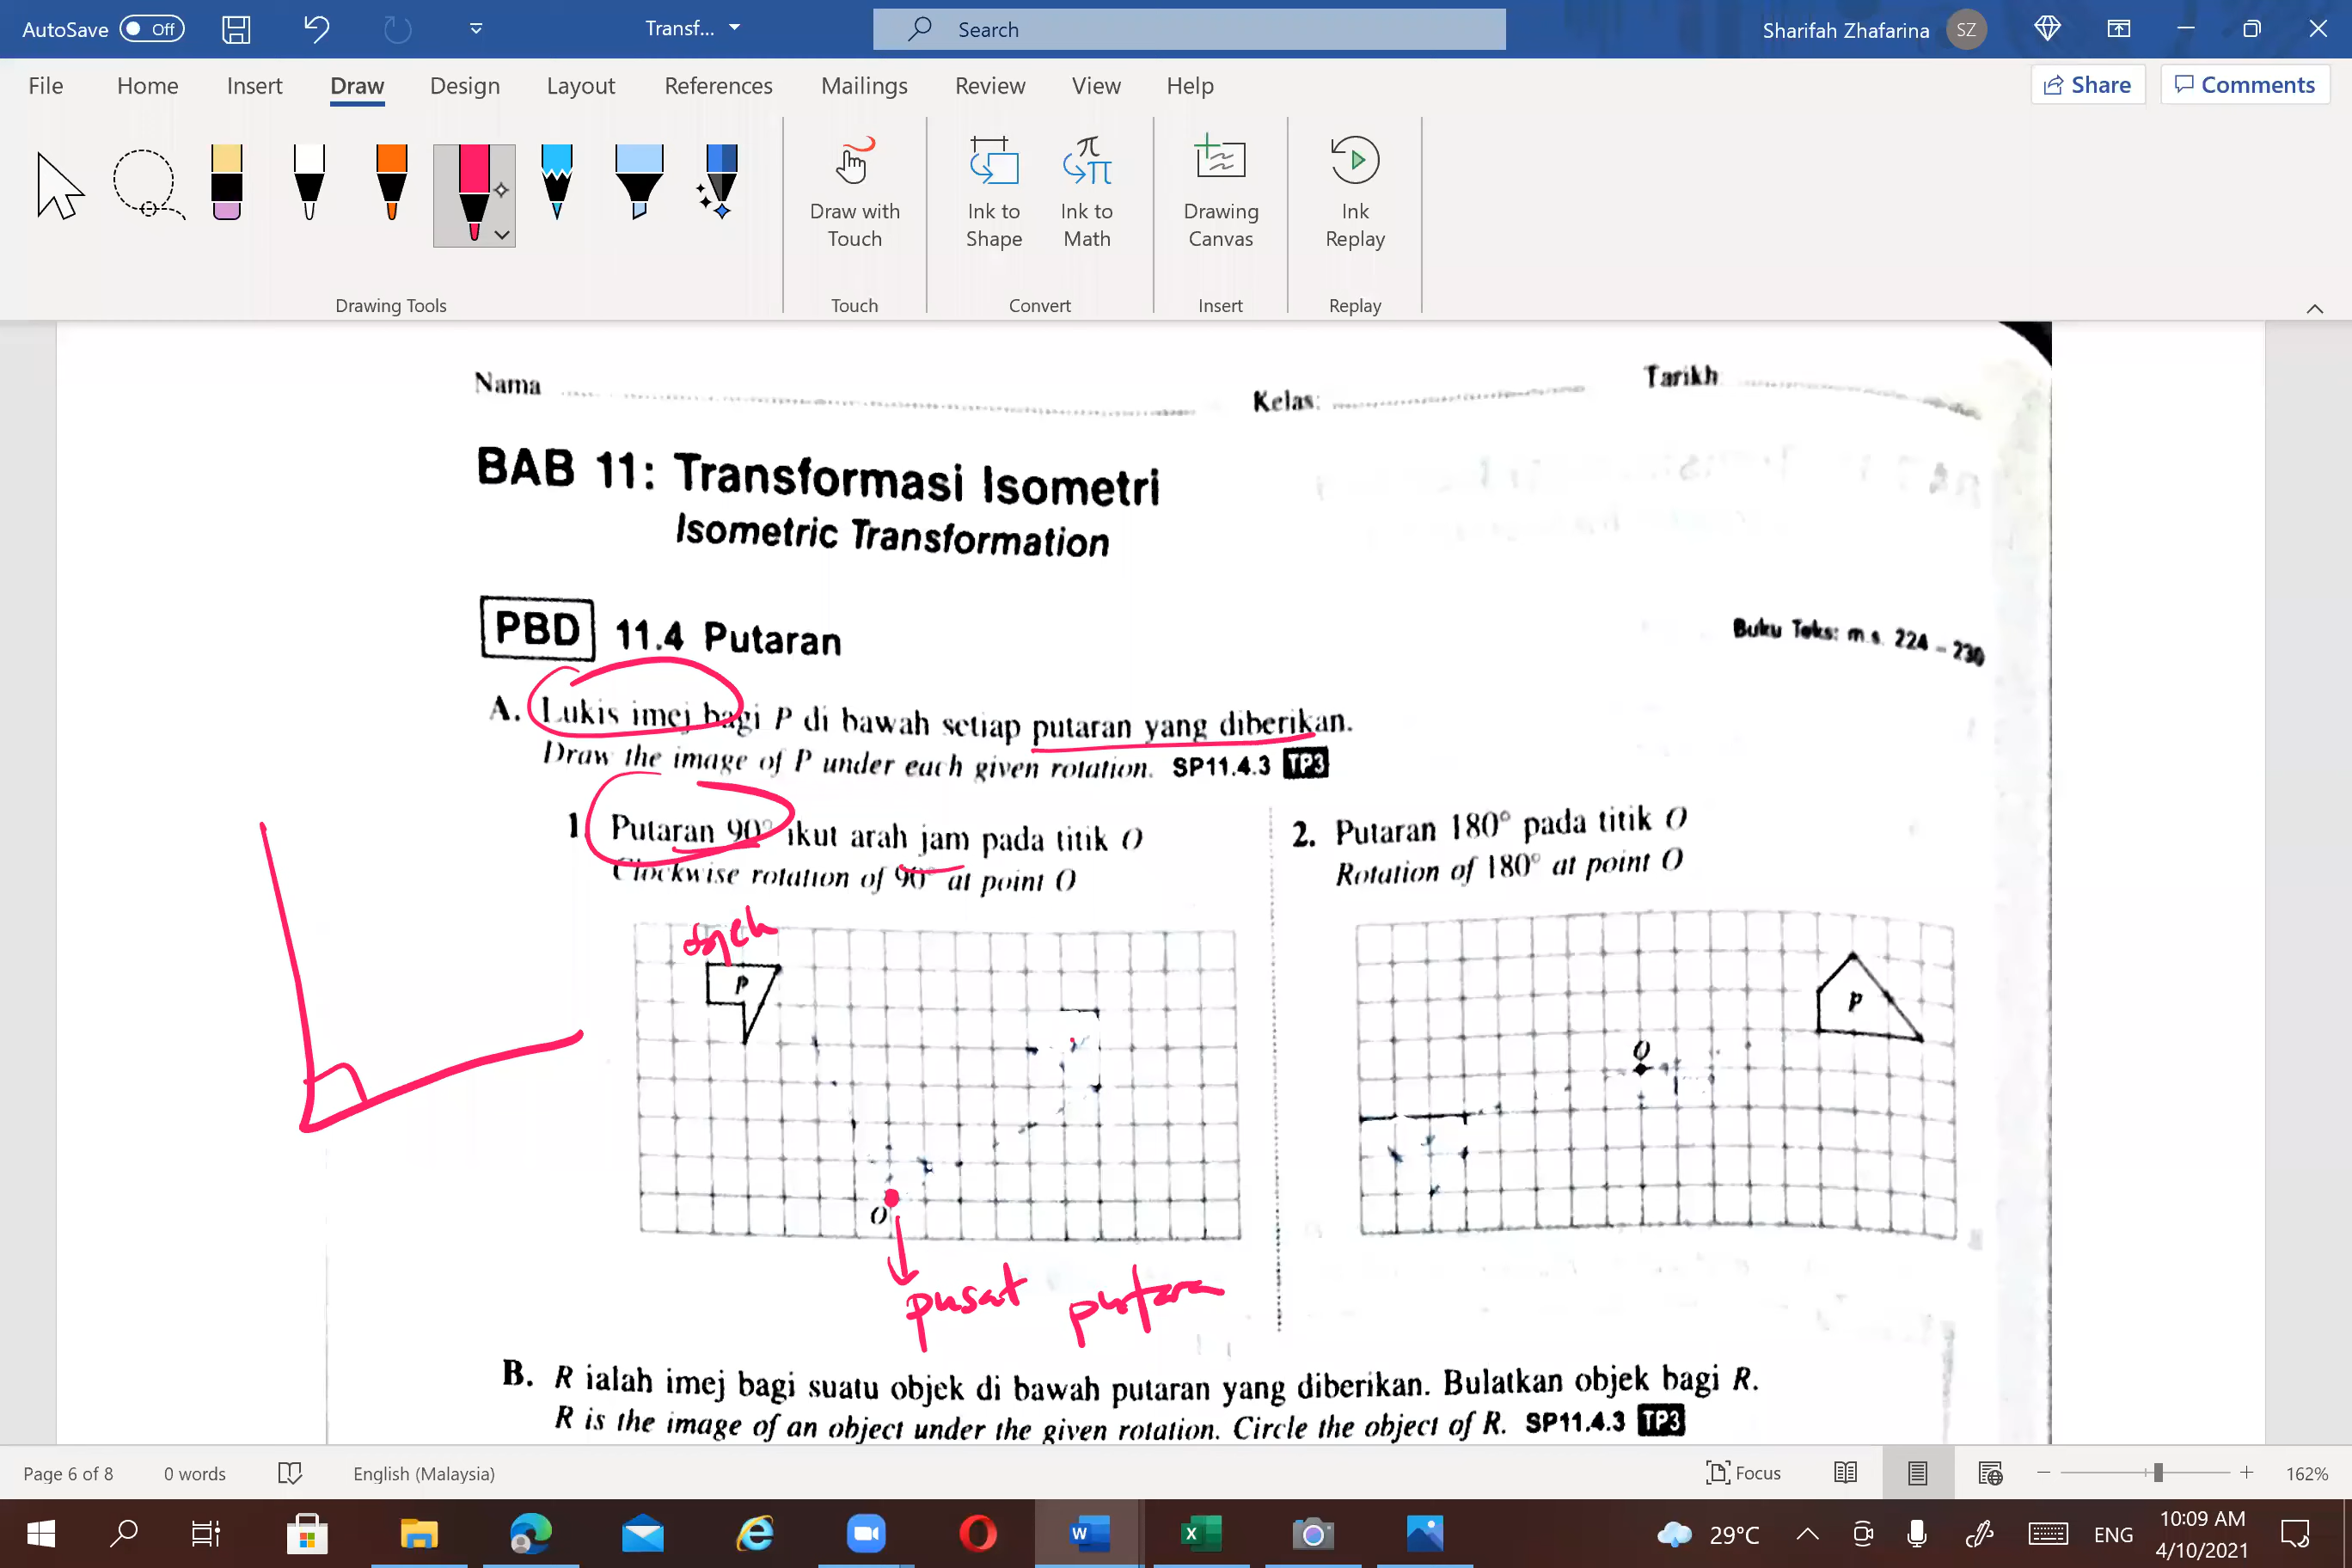 AutoSave Off Transf... Search Sharifah Zhafarina SZ
File Home Insert Draw Design Layout References Mailings Review View Help Share Comments
Draw with Touch
Ink to Shape
Ink to Math
Drawing Canvas
Ink Replay
Drawing Tools Touch Convert Insert Replay
Nama Kelas: Tarikh
BAB 11: Transformasi Isometri
Isometric Transformation
PBD 11.4 Putaran
Buku Teks: m.s. 224 – 230
A. Lukis imej bagi P di bawah setiap putaran yang diberikan.
Draw the image of P under each given rotation. SP11.4.3 TP3
1 Putaran 90° ikut arah jam pada titik O
Clockwise rotation of 90° at point O
2. Putaran 180° pada titik O
Rotation of 180° at point O
P
O
pusat
P
O
B. R ialah imej bagi suatu objek di bawah putaran yang diberikan. Bulatkan objek bagi R.
R is the image of an object under the given rotation. Circle the object of R. SP11.4.3 TP3
Page 6 of 8 0 words English (Malaysia) Focus 162%
29°C ENG 10:09 AM
4/10/2021